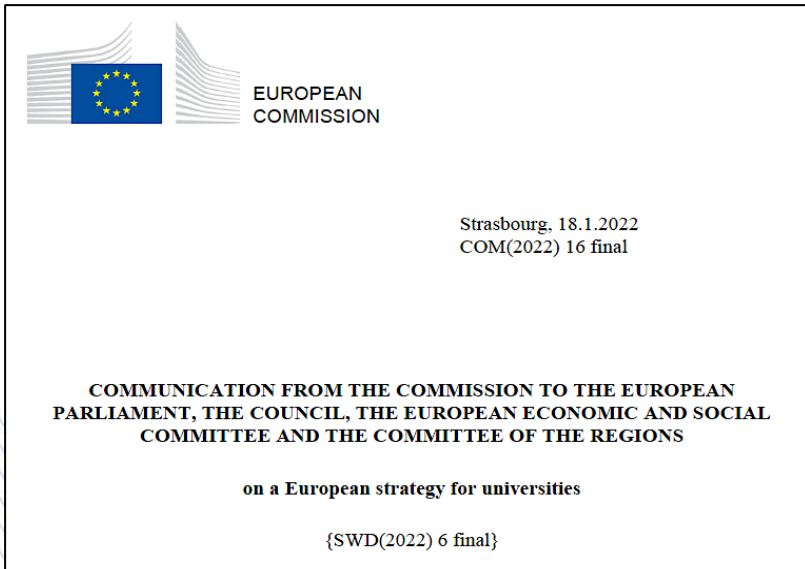 EUROPEAN
COMMISSION
Strasbourg, 18.1.2022
COM(2022) 16 final
COMMUNICATION FROM THE COMMISSION TO THE EUROPEAN
PARLIAMENT, THE COUNCIL, THE EUROPEAN ECONOMIC AND SOCIAL
COMMITTEE AND THE COMMITTEE OF THE REGIONS
on a European strategy for universities
{SWD(2022) 6 final}